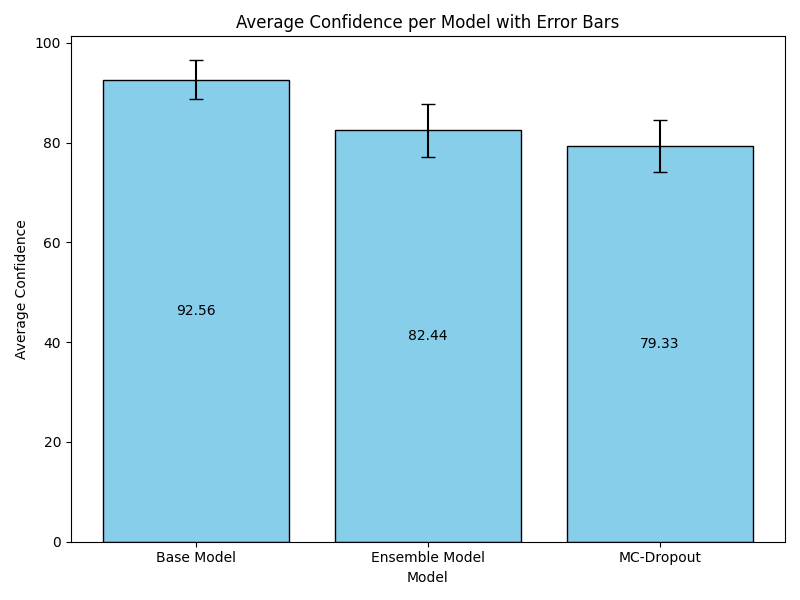 Average Confidence per Model with Error Bars
100
80
60
40
20
0
Average Confidence
92.56
82.44
79.33
Base Model
Ensemble Model
MC-Dropout
Model